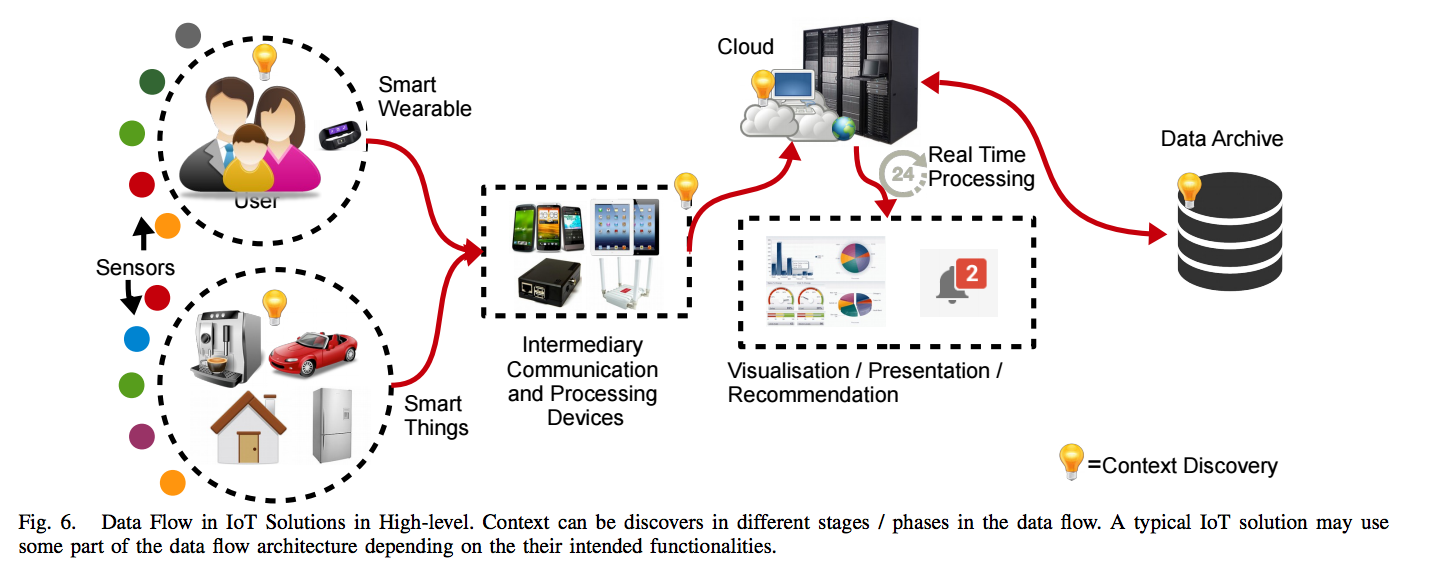 Cloud
Smart
Wearable
Real Time
Processing
24
Data Archive
User
Sensors
2
Intermediary
Communication
and Processing
Devices
Visualisation / Presentation /
Recommendation
Smart
Things
=Context Discovery
Fig. 6. Data Flow in IoT Solutions in High-level. Context can be discovers in different stages / phases in the data flow. A typical IoT solution may use
some part of the data flow architecture depending on the their intended functionalities.